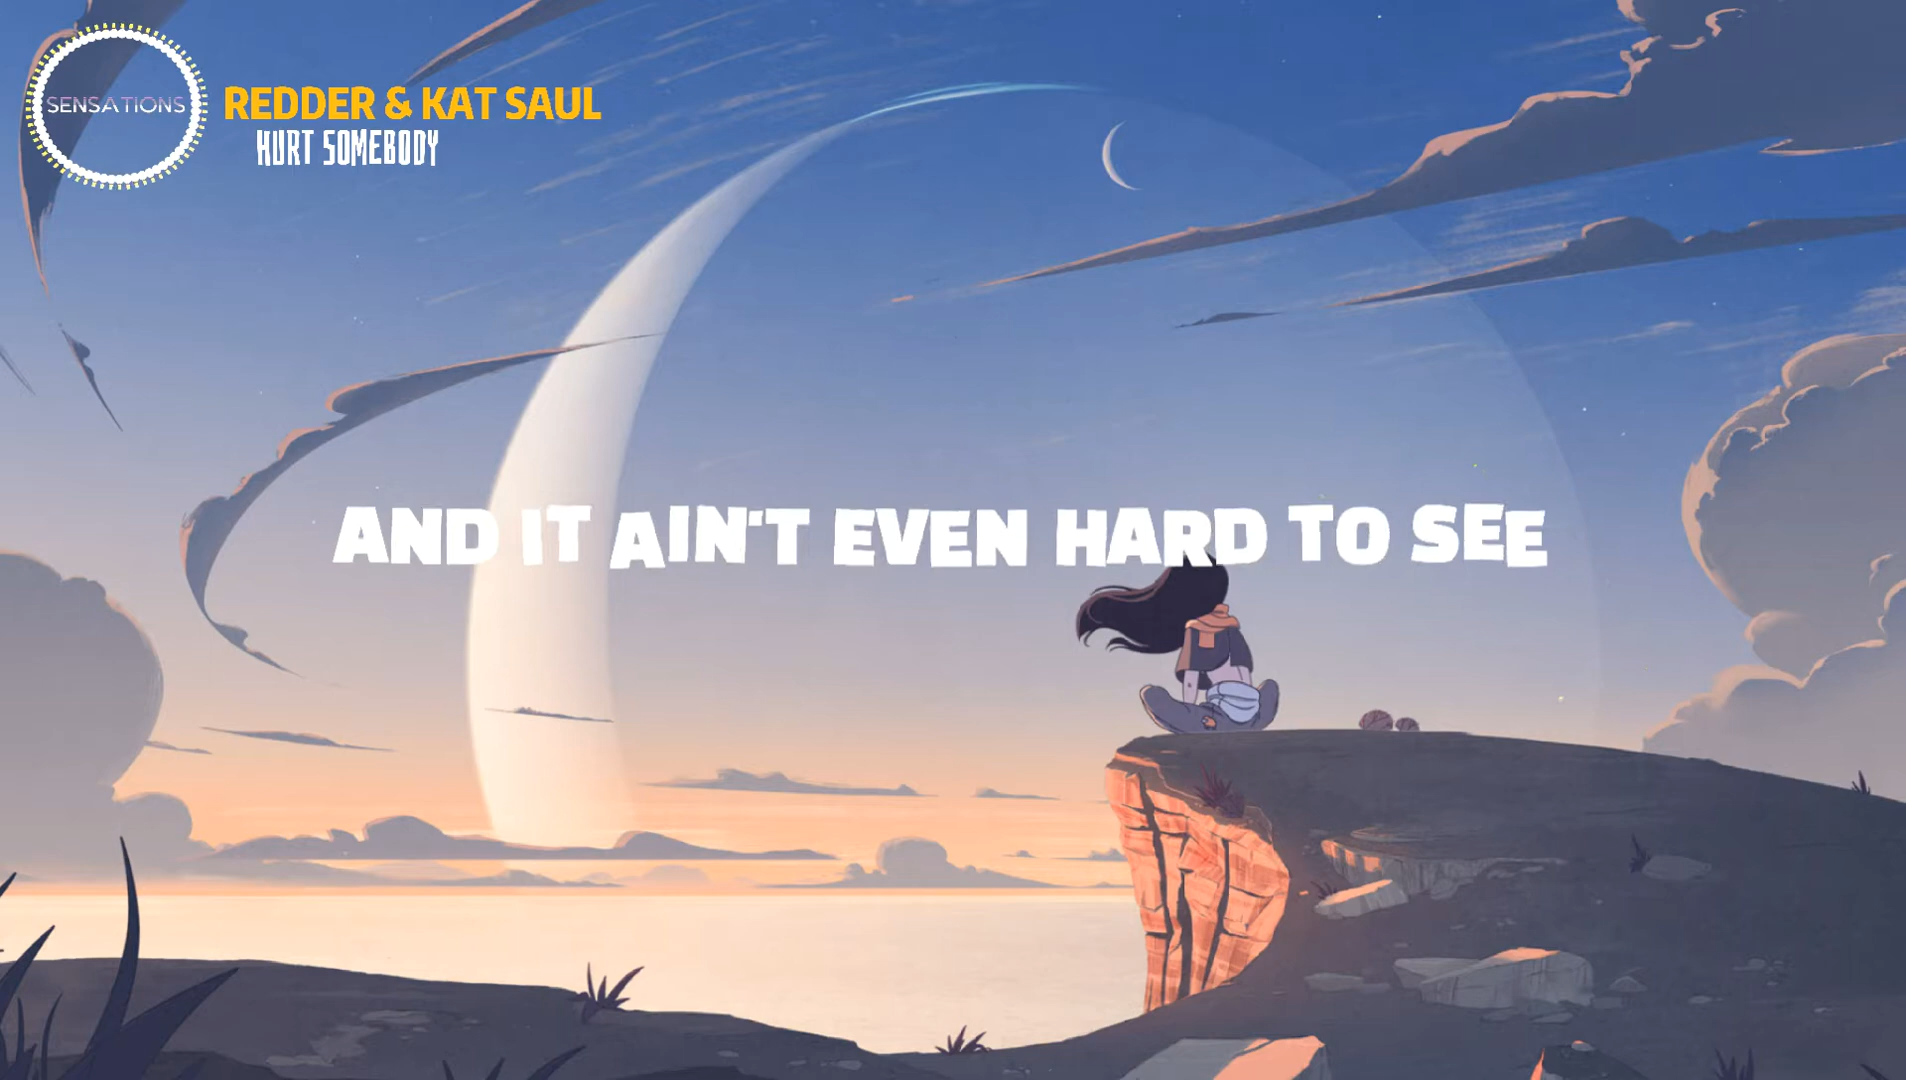 SENSATIONS
REDDER & KAT SAUL
HURT SOMEBODY
AND IT AIN'T EVEN HARD TO SEE